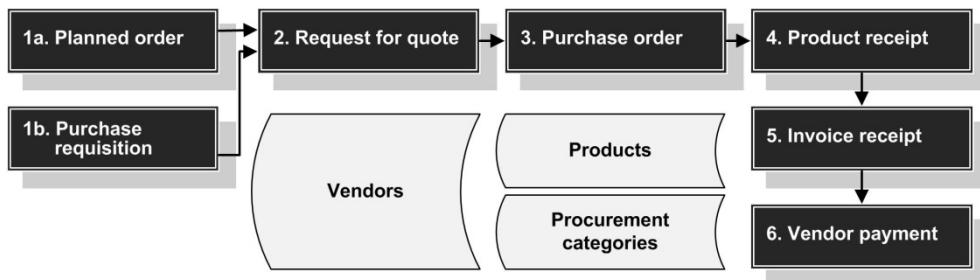 1a. Planned order
2. Request for quote
3. Purchase order
4. Product receipt
1b. Purchase
requisition
Vendors
Products
Procurement
categories
5. Invoice receipt
6. Vendor payment